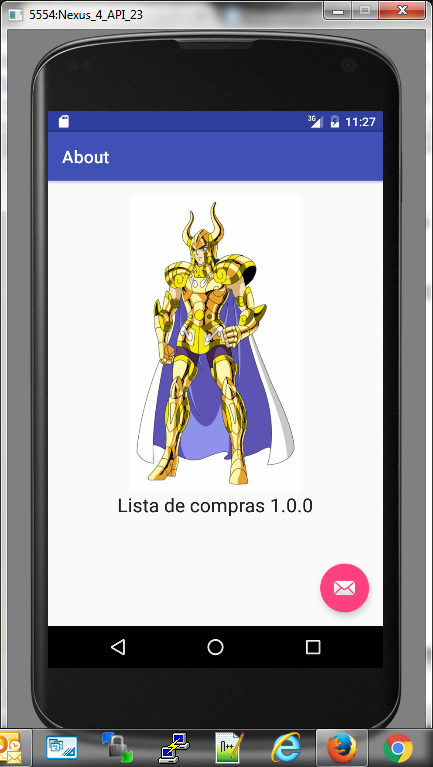 5554:Nexus_4_API_23
3G
11:27
About
Lista de compras 1.0.0